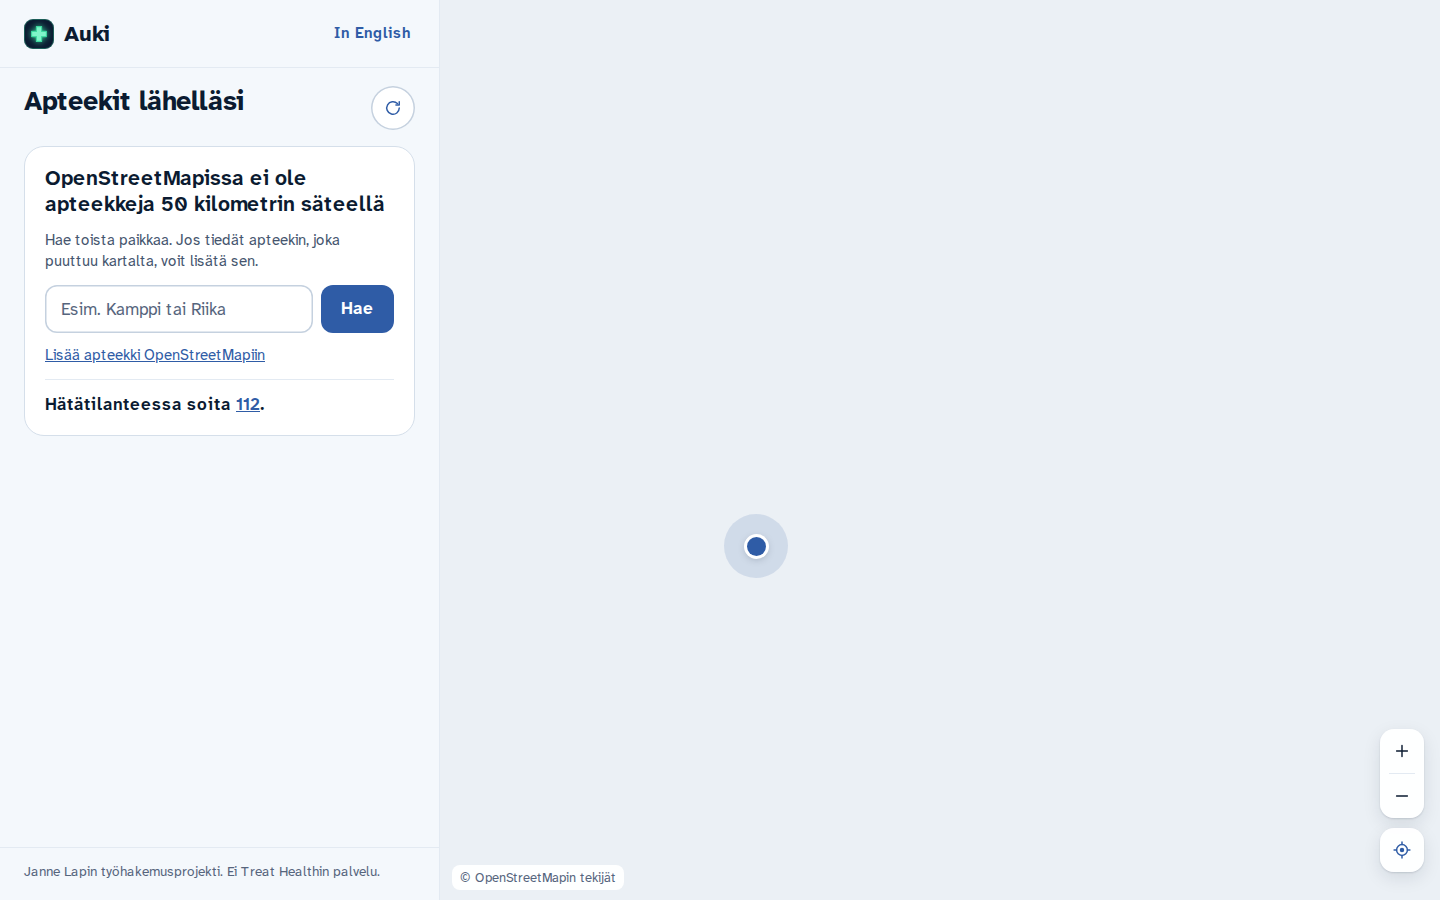 Auki
In English
Apteekit lähelläsi
OpenStreetMapissa ei ole
apteekkeja 50 kilometrin säteellä
Hae toista paikkaa. Jos tiedät apteekin, joka
puuttuu kartalta, voit lisätä sen.
Esim. Kamppi tai Riika
Hae
Lisää apteekki OpenStreetMapiin
Hätätilanteessa soita 112.
Janne Lapin työhakemusprojekti. Ei Treat Healthin palvelu.
© OpenStreetMapin tekijät